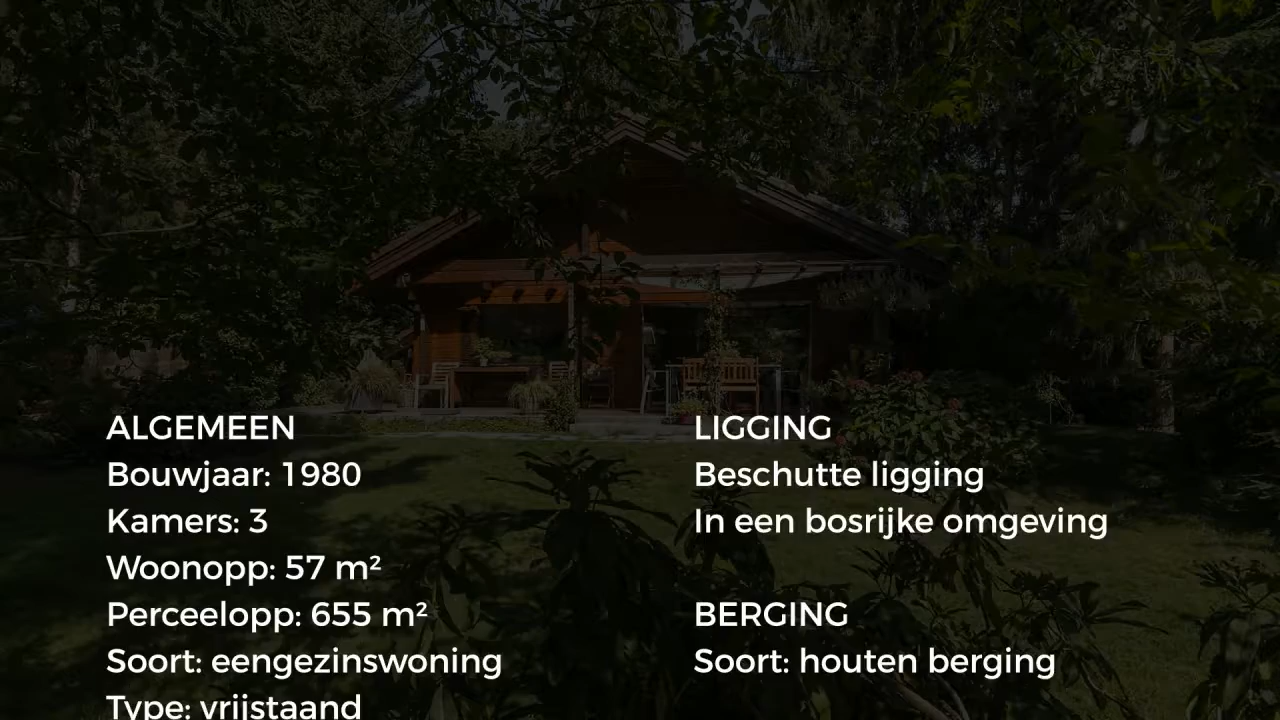 ALGEMEEN
Bouwjaar: 1980
Kamers: 3
Woonopp: 57 m²
Perceelopp: 655 m²
Soort: eengezinswoning
Type: vrijstaand
LIGGING
Beschutte ligging
In een bosrijke omgeving
BERGING
Soort: houten berging